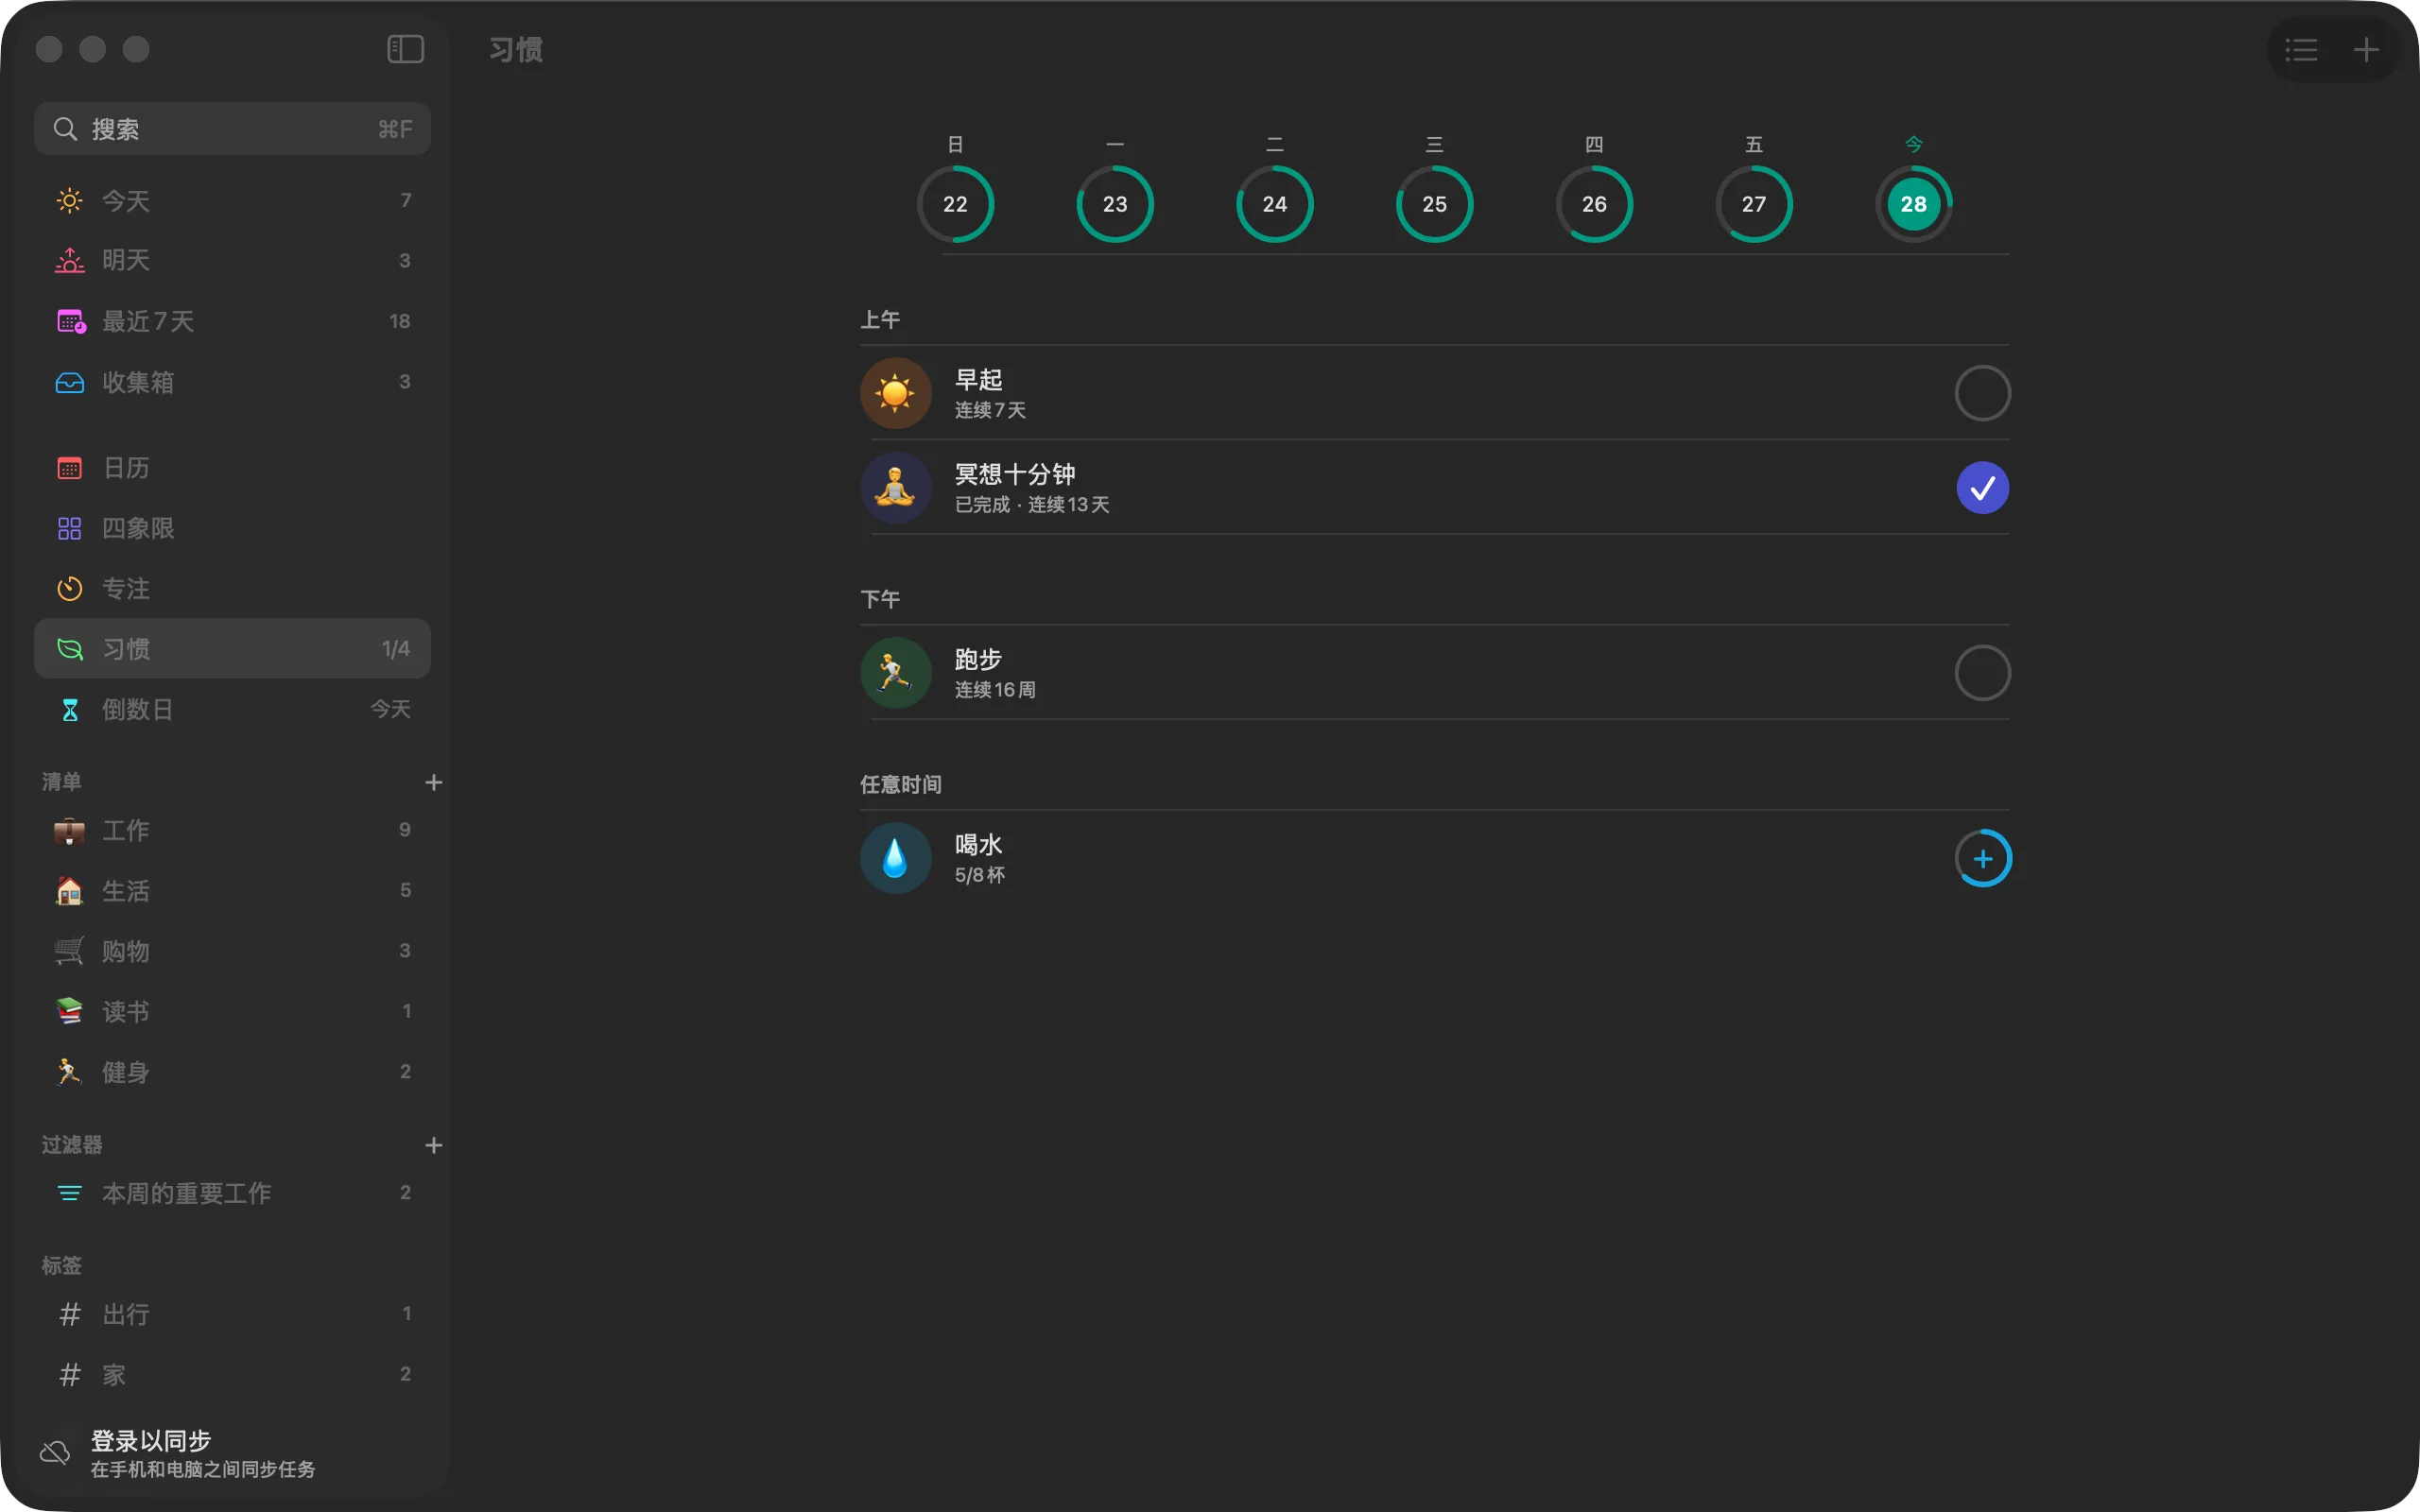 搜索 ⌘F
今天 7
明天 3
最近7天 18
收集箱 3
日历
四象限
专注
习惯 1/4
倒数日 今天
清单 +
工作 9
生活 5
购物 3
读书 1
健身 2
过滤器 +
本周的重要工作 2
标签
# 出行 1
# 家 2
登录以同步
在手机和电脑之间同步任务
习惯
日 一 二 三 四 五 今
22 23 24 25 26 27 28
上午
早起
连续7天
冥想十分钟
已完成 · 连续13天
下午
跑步
连续16周
任意时间
喝水
5/8杯